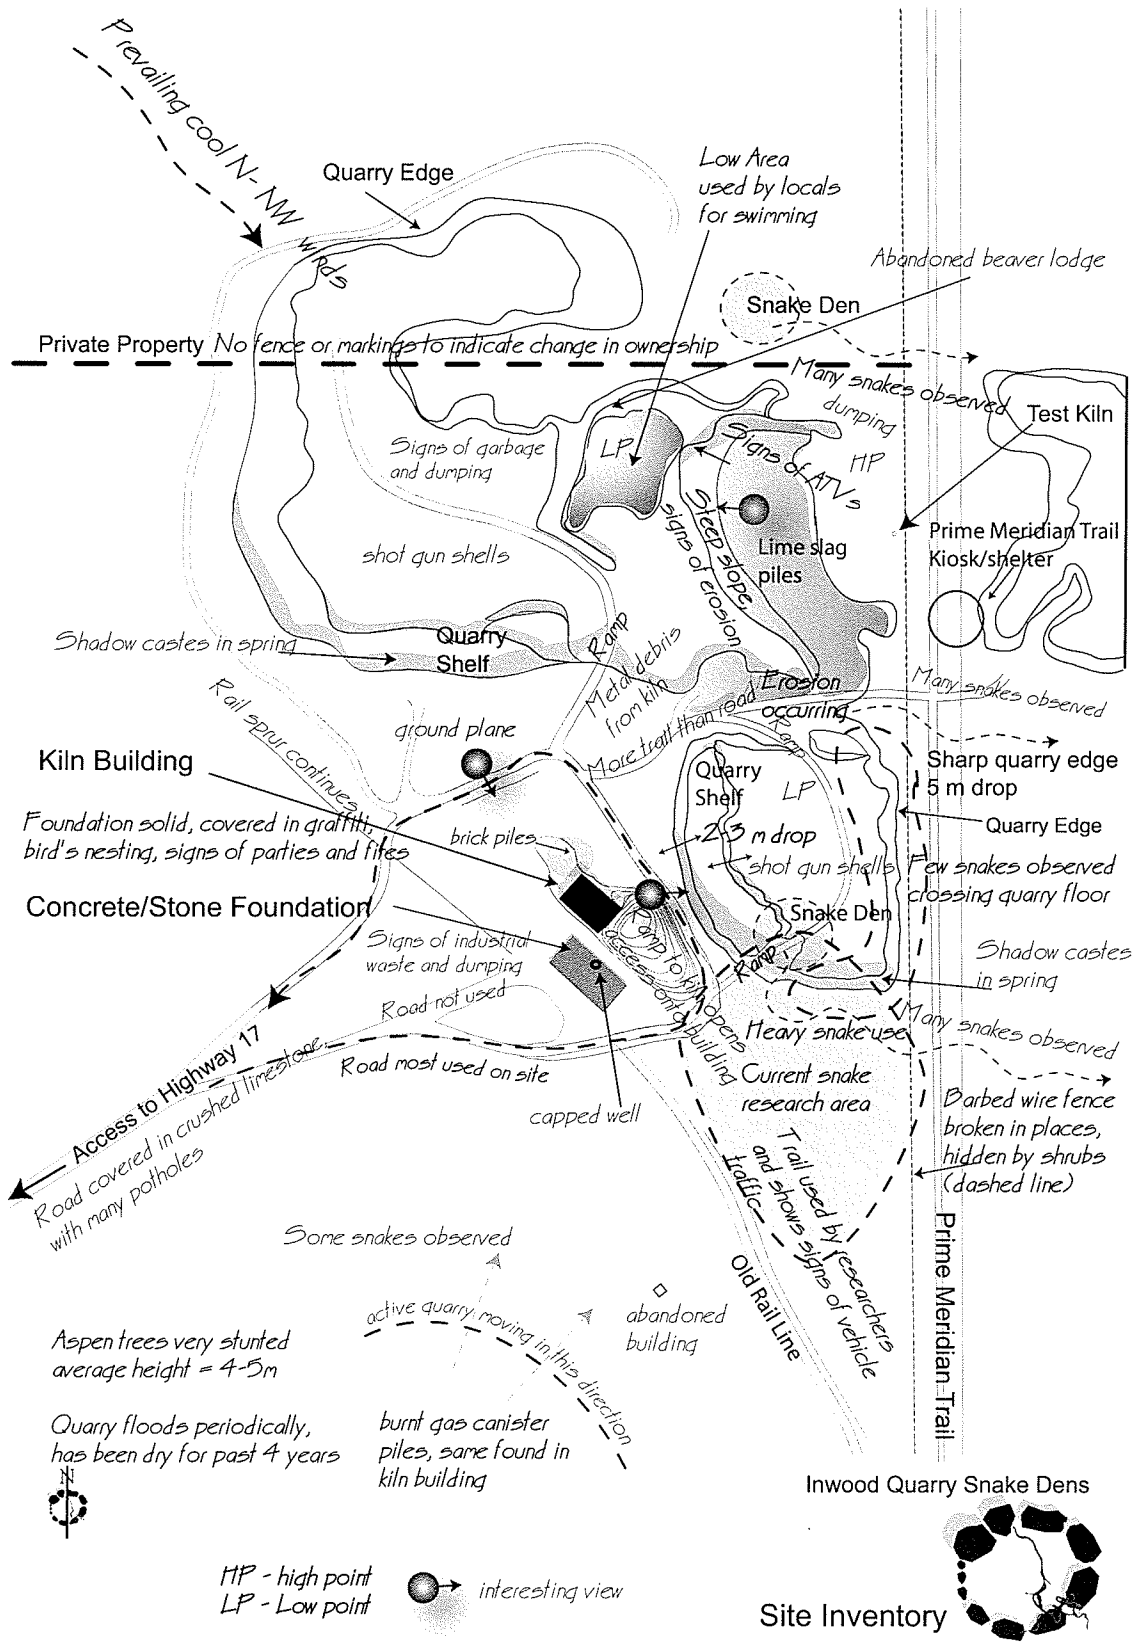 Prevailing cool N- NW winds
Quarry Edge
Low Area
used by locals
for swimming
Abandoned beaver lodge
Snake Den
Private Property No fence or markings to indicate change in ownership
Many snakes observed
dumping
Test Kiln
LP
Signs of ATVs
HP
Signs of garbage
and dumping
Steep slope,
signs of erosion
Prime Meridian Trail
Kiosk/shelter
Lime slag
piles
shot gun shells
Shadow castes in spring
Quarry
Shelf
Ramp
Metal debris
from kiln
Erosion
occurring
Many snakes observed
Rail sprur continues
ground plane
More trail than road
Ramp
Kiln Building
Quarry
Shelf
LP
Sharp quarry edge
5 m drop
Foundation solid, covered in graffiti,
bird's nesting, signs of parties and fifes
brick piles
2-3 m drop
Quarry Edge
shot gun shells
Few snakes observed
crossing quarry floor
Concrete/Stone Foundation
Snake Den
Signs of industrial
waste and dumping
Ramp to kiln opens
access onto building
Ramp
Shadow castes
in spring
Road not used
Heavy snake use
Many snakes observed
Access to Highway 17
Road most used on site
Current snake
research area
Road covered in crushed limestone,
with many potholes
capped well
Barbed wire fence
broken in places,
hidden by shrubs
(dashed line)
Trail used by researchers
and shows signs of vehicle
traffic
Some snakes observed
Old Rail Line
Prime Meridian Trail
active quarry moving in this direction
abandoned
building
Aspen trees very stunted
average height = 4-5m
Quarry floods periodically,
has been dry for past 4 years
burnt gas canister
piles, same found in
kiln building
N
Inwood Quarry Snake Dens
HP - high point
LP - Low point
interesting view
Site Inventory